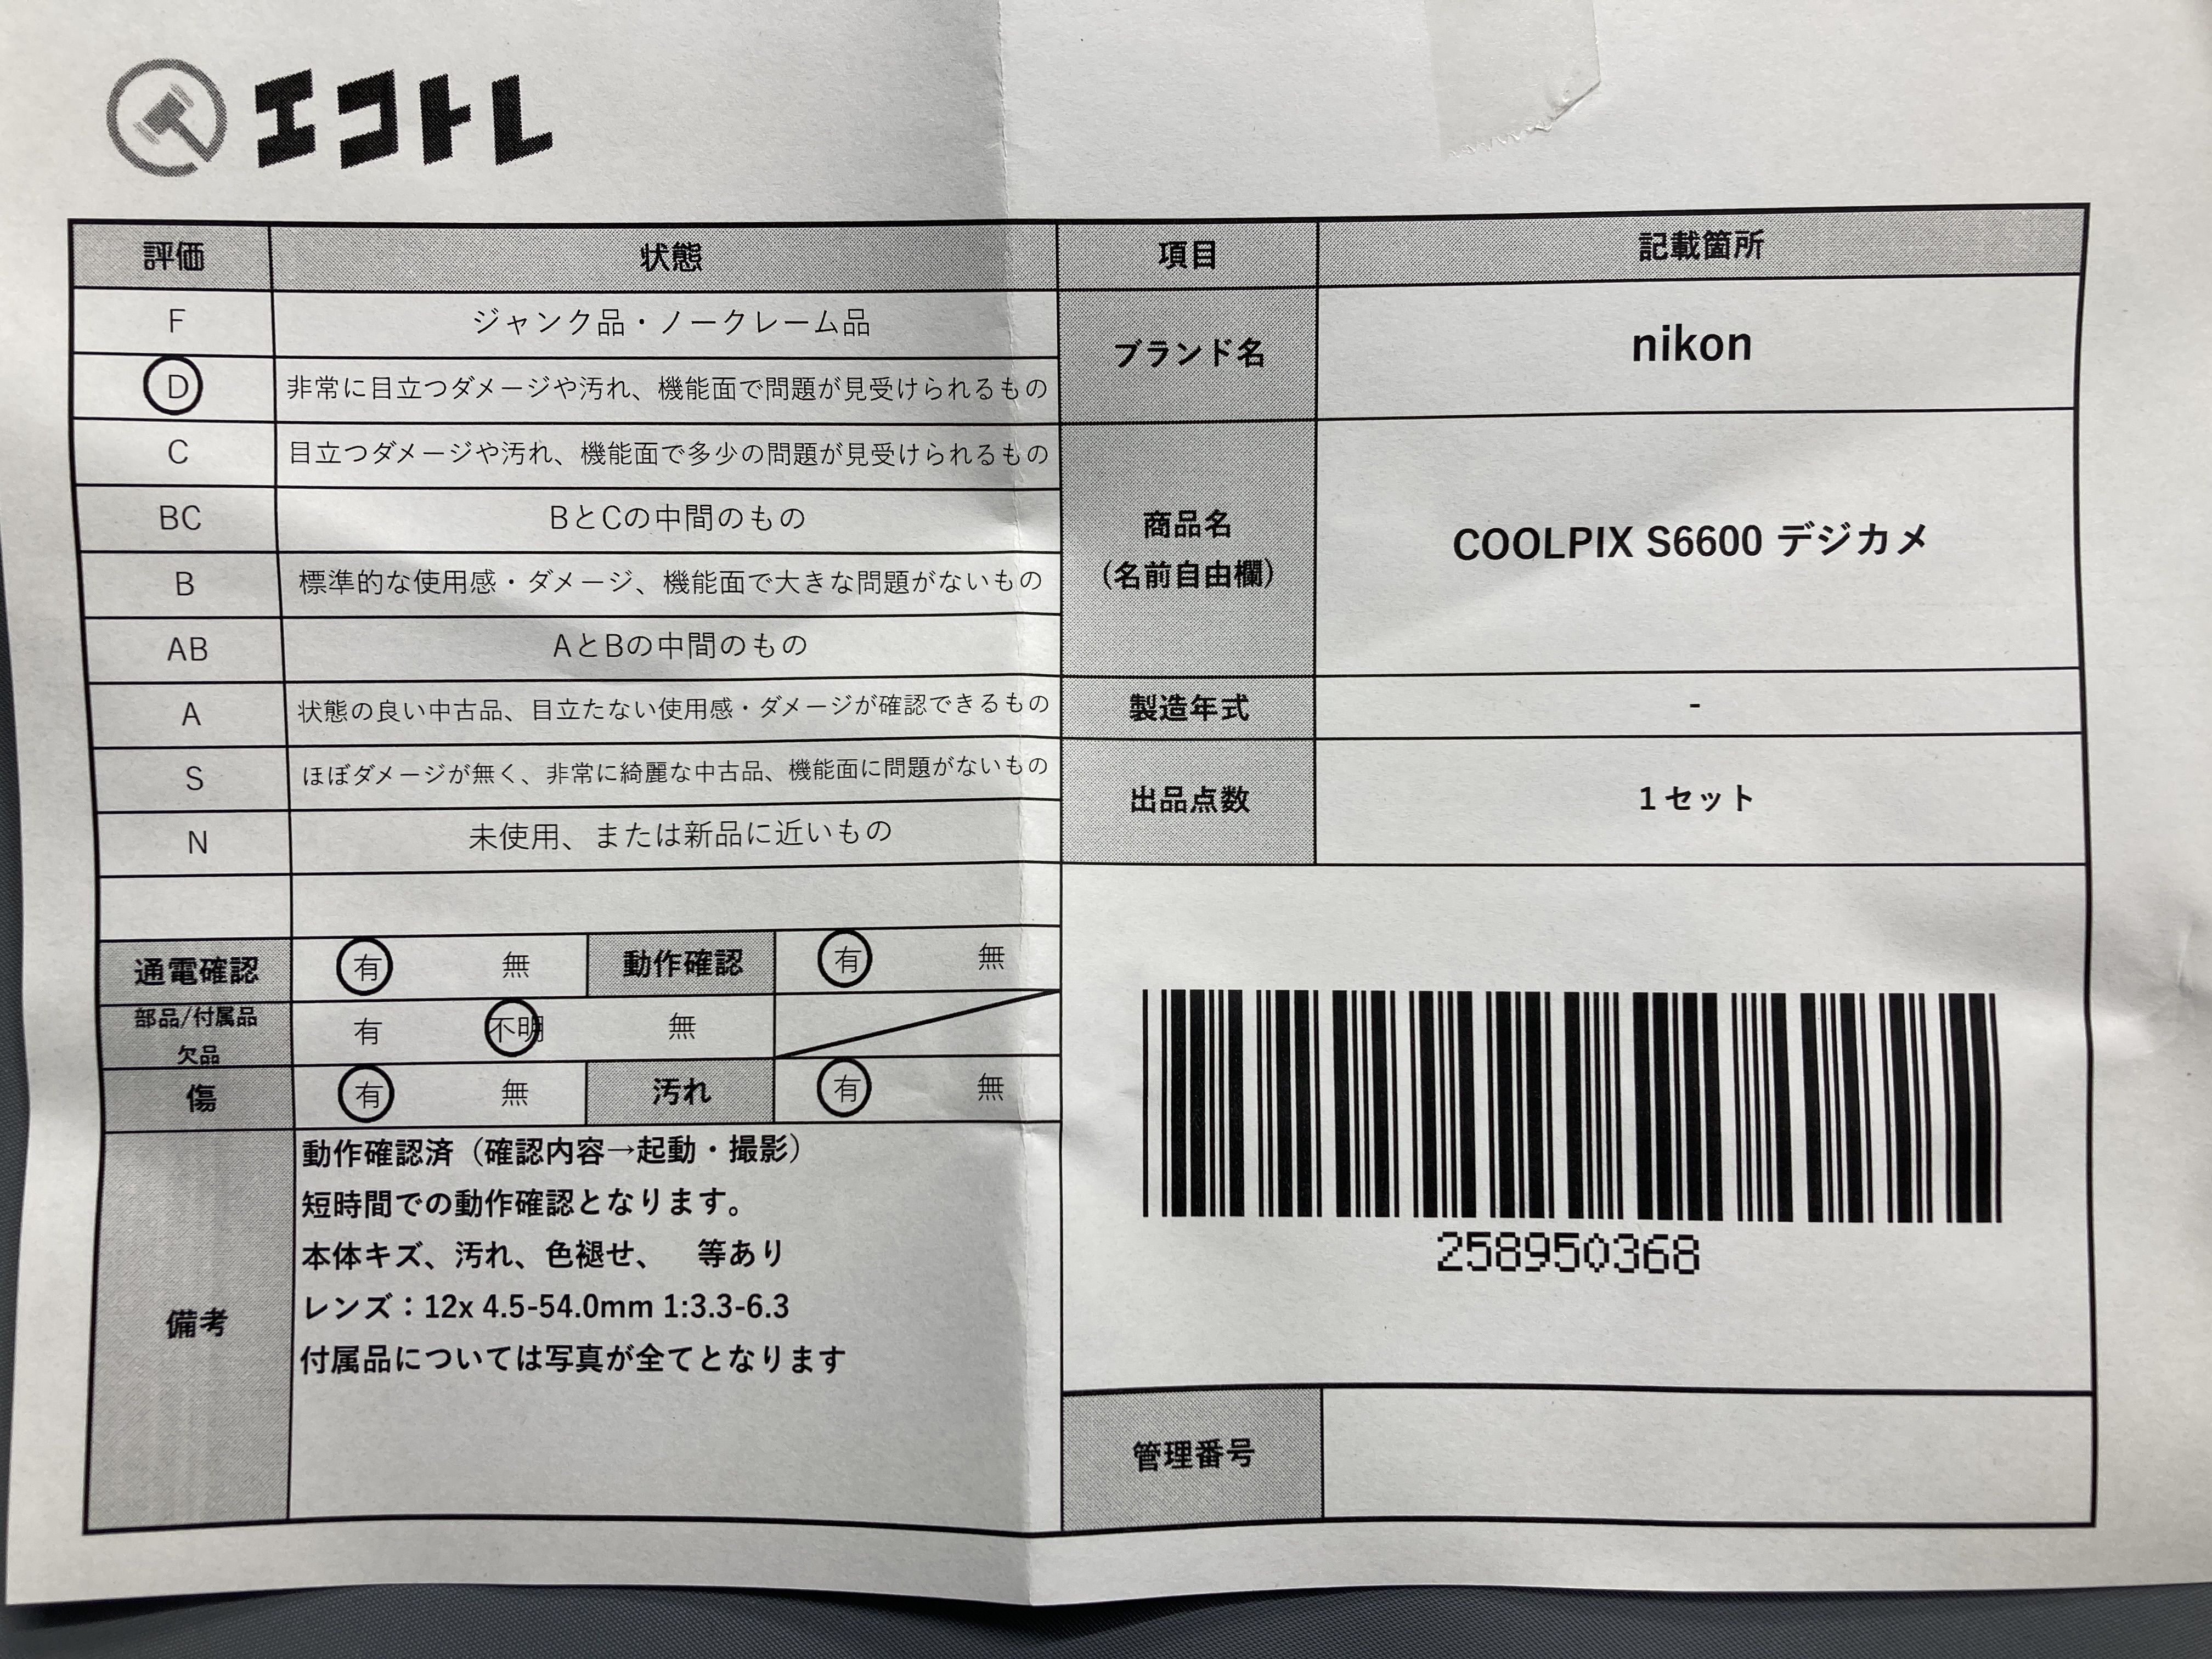 エコトレ
評価 状態
F ジャンク品・ノークレーム品
D 非常に目立つダメージや汚れ、機能面で問題が見受けられるもの
C 目立つダメージや汚れ、機能面で多少の問題が見受けられるもの
BC BとCの中間のもの
B 標準的な使用感・ダメージ、機能面で大きな問題がないもの
AB AとBの中間のもの
A 状態の良い中古品、目立たない使用感・ダメージが確認できるもの
S ほぼダメージが無く、非常に綺麗な中古品、機能面に問題がないもの
N 未使用、または新品に近いもの
通電確認 有 無 動作確認 有 無
部品/付属品
欠品
有 不明 無
傷 有 無 汚れ 有 無
備考
動作確認済（確認内容→起動・撮影）
短時間での動作確認となります。
本体キズ、汚れ、色褪せ、　等あり
レンズ：12x 4.5-54.0mm 1:3.3-6.3
付属品については写真が全てとなります
項目 記載箇所
ブランド名 nikon
商品名
（名前自由欄）
COOLPIX S6600 デジカメ
製造年式 -
出品点数 1セット
258950368
管理番号